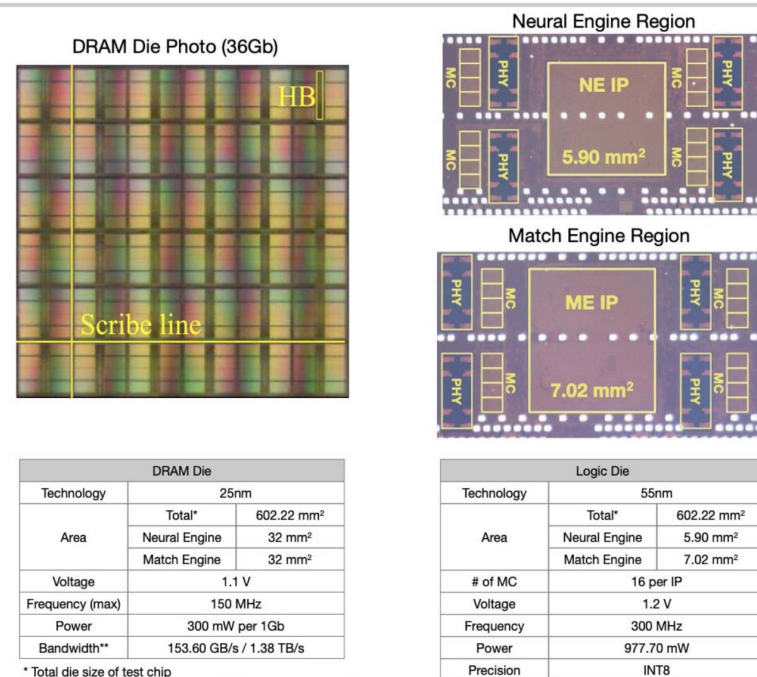 Neural Engine Region
DRAM Die Photo (36Gb)
HB
Scribe line
MC
PHY
NE IP
5.90 mm²
MC
PHY
MC
PHY
MC
PHY
Match Engine Region
PHY
MC
ME IP
7.02 mm²
PHY
MC
PHY
MC
PHY
MC
DRAM Die
Technology 25nm
Area Total* 602.22 mm²
Neural Engine 32 mm²
Match Engine 32 mm²
Voltage 1.1 V
Frequency (max) 150 MHz
Power 300 mW per 1Gb
Bandwidth** 153.60 GB/s / 1.38 TB/s
* Total die size of test chip
Logic Die
Technology 55nm
Area Total* 602.22 mm²
Neural Engine 5.90 mm²
Match Engine 7.02 mm²
# of MC 16 per IP
Voltage 1.2 V
Frequency 300 MHz
Power 977.70 mW
Precision INT8